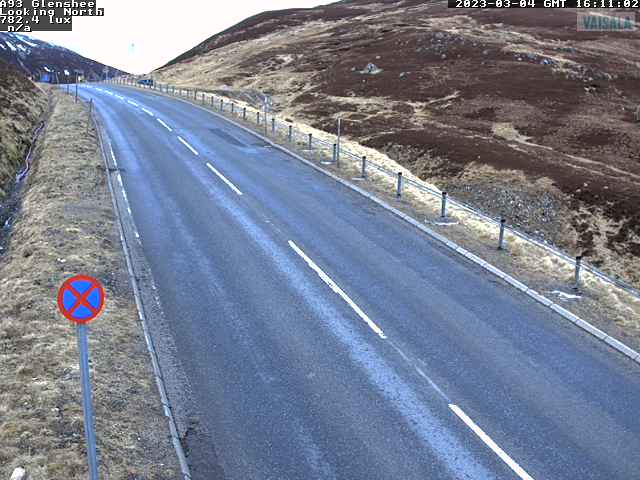 A93 Glenshee
Looking North
782.4 lux
n/a
2023-03-04 GMT 16:11:02
VAISALA